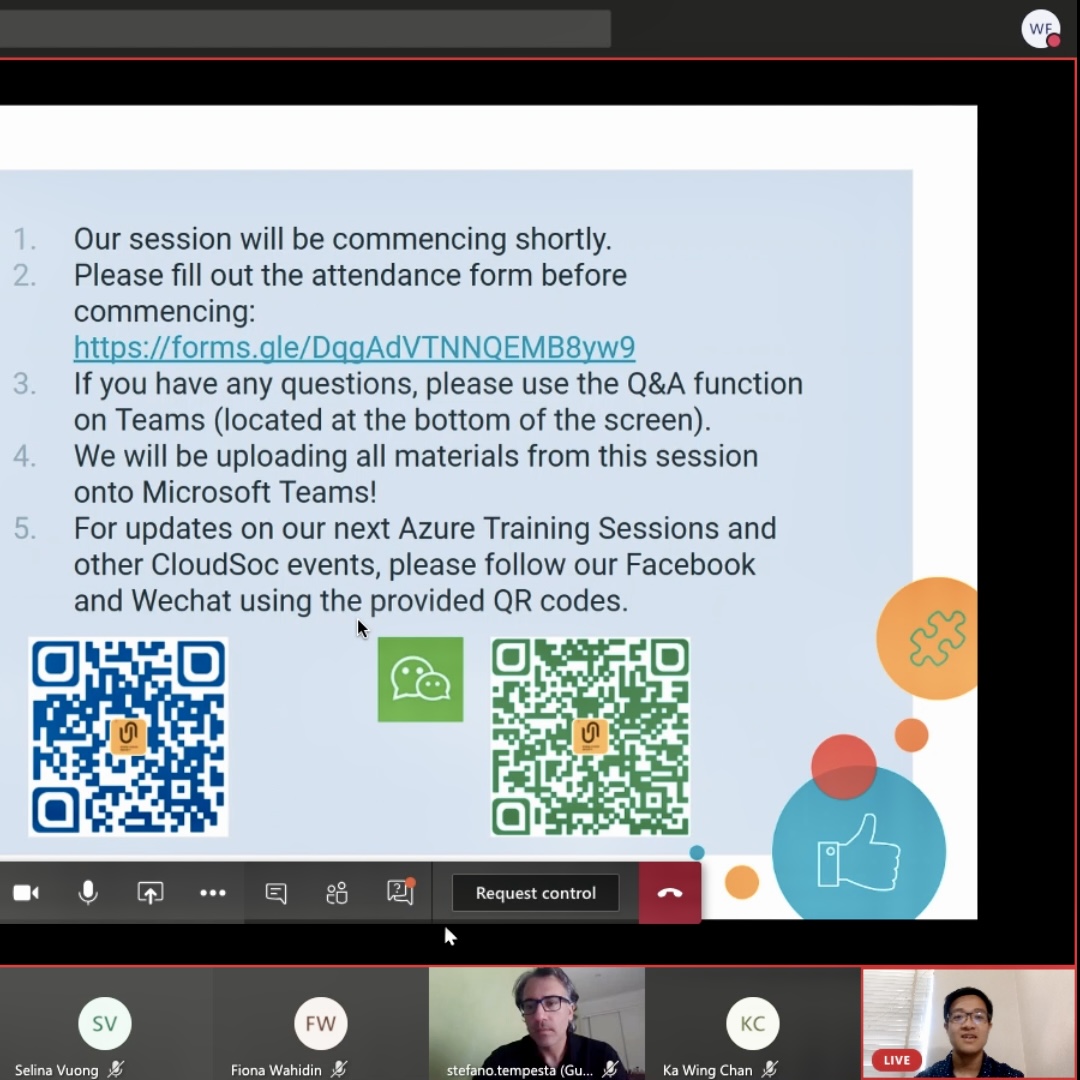 WF
1. Our session will be commencing shortly.
2. Please fill out the attendance form before
commencing:
https://forms.gle/DqgAdVTNNQEMB8yw9
3. If you have any questions, please use the Q&A function
on Teams (located at the bottom of the screen).
4. We will be uploading all materials from this session
onto Microsoft Teams!
5. For updates on our next Azure Training Sessions and
other CloudSoc events, please follow our Facebook
and Wechat using the provided QR codes.
Request control
SV
FW
KC
LIVE
Selina Vuong
Fiona Wahidin
stefano.tempesta (Gu...
Ka Wing Chan